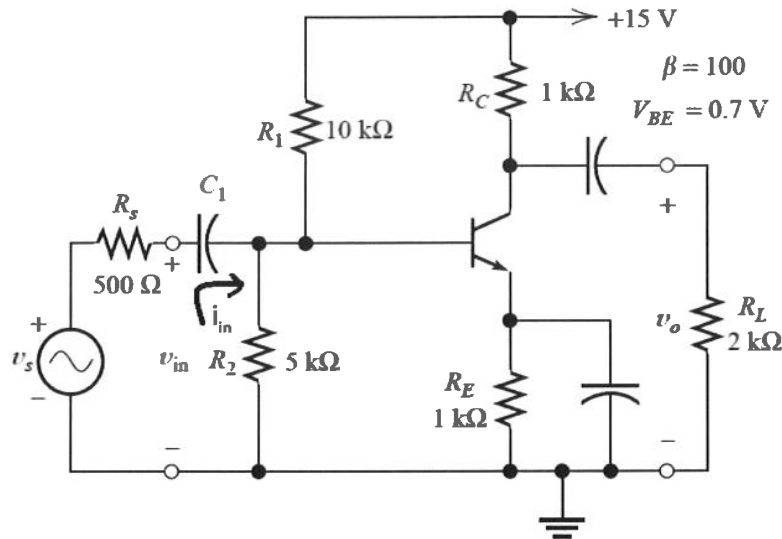 +15 V
β = 100
R_C 1 kΩ
V_BE = 0.7 V
R_1 10 kΩ
C_1
R_s
+
+
500 Ω
i_in
+
v_s
v_in R_2 5 kΩ
v_o R_L
2 kΩ
−
R_E
1 kΩ
−
−